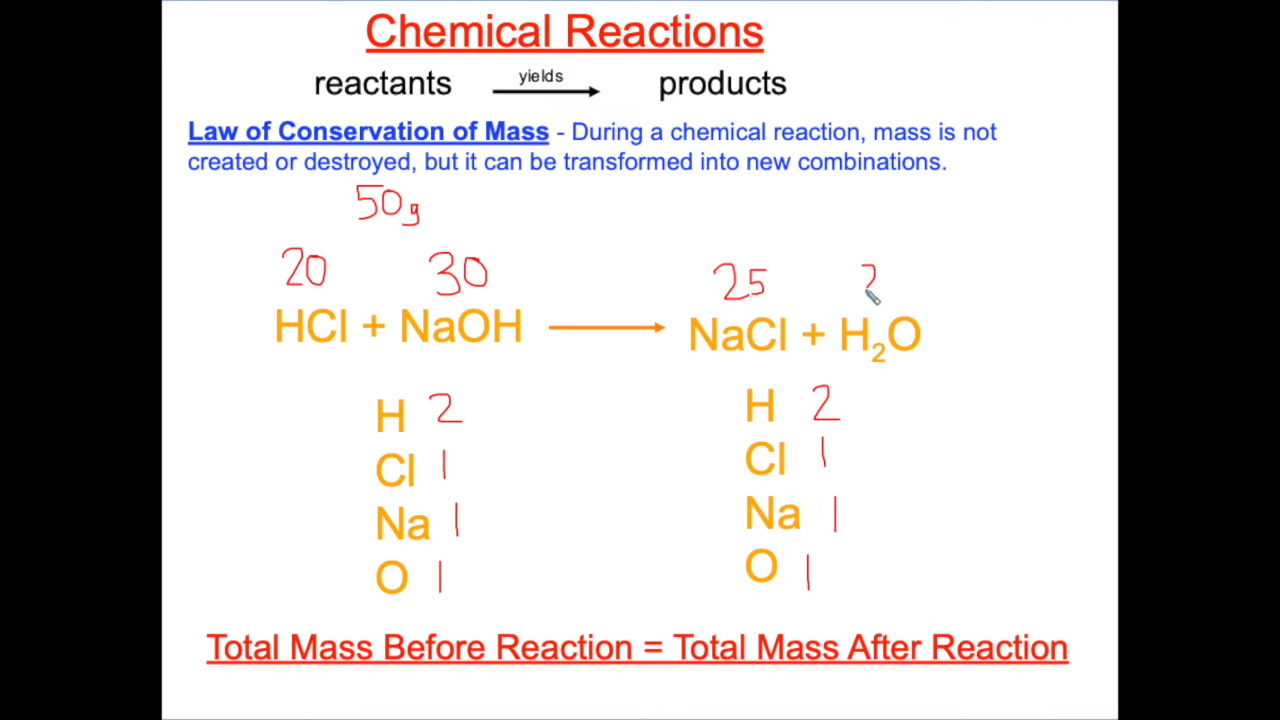 Chemical Reactions
reactants yields products
Law of Conservation of Mass - During a chemical reaction, mass is not
created or destroyed, but it can be transformed into new combinations.
50g
20 30 25
HCl + NaOH NaCl + H₂O
H 2 H 2
Cl 1 Cl 1
Na 1 Na 1
O 1 O 1
Total Mass Before Reaction = Total Mass After Reaction